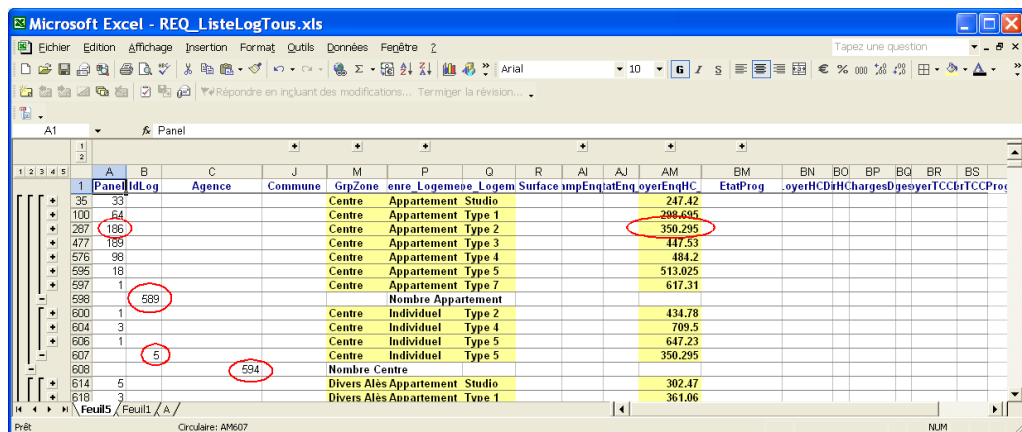 Microsoft Excel - REQ_ListeLogTous.xls
Eichier Edition Affichage Insertion Format Outils Données Fenêtre ? Tapez une question
Arial 10 G I S € % 000
Répondre en incluant des modifications... Terminer la révision...
A1 fx Panel
1
2
1 2 3 4 5 A B C J M P Q R AI AJ AM BM BN BO BP BQ BR BS
1 Panel IdLog Agence Commune GrpZone enre_Logeme e_Logem Surface mpEnq tatEnq oyerEnqHC_ EtatProg oyerHCD rHC hargesD ges oyerTCC rTCCProg
35 33 Centre Appartement Studio 247.42
100 64 Centre Appartement Type 1 298.695
287 186 Centre Appartement Type 2 350.295
477 189 Centre Appartement Type 3 447.53
576 98 Centre Appartement Type 4 484.2
595 18 Centre Appartement Type 5 513.025
597 1 Centre Appartement Type 7 617.31
598 589 Nombre Appartement
600 1 Centre Individuel Type 2 434.78
604 3 Centre Individuel Type 4 709.5
606 1 Centre Individuel Type 5 647.23
607 5 Centre Individuel Type 5 350.295
608 594 Nombre Centre
614 5 Divers Alès Appartement Studio 302.47
618 3 Divers Alès Appartement Type 1 361.06
Feuil5 Feuil1 A
Prêt Circulaire: AM607 NUM